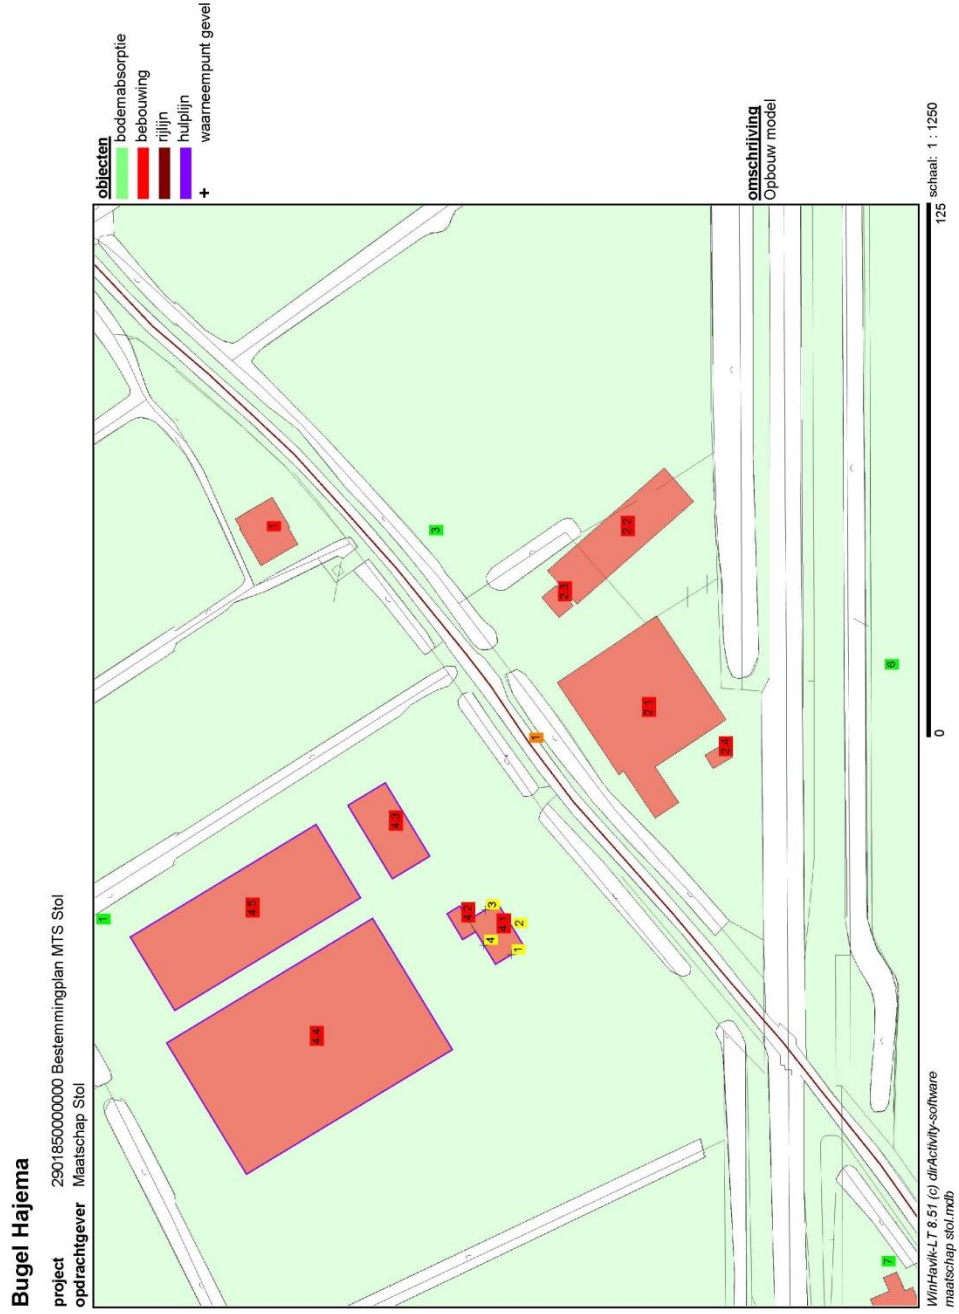 Bugel Hajema
project 2901850000000 Bestemmingplan MTS Stol
opdrachtgever Maatschap Stol
objecten
bodemabsorptie
bebouwing
rijlijn
hulplijn
+ waarneempunt gevel
1
4.5
4.4
4.3
4.2
4.1
4
3
2
1
1
1
3
2.3
2.2
2.1
2.4
6
7
omschrijving
Opbouw model
0
125
schaal: 1 : 1250
WinHavik-LT 8.51 (c) dirActivity-software
maatschap stol.mdb